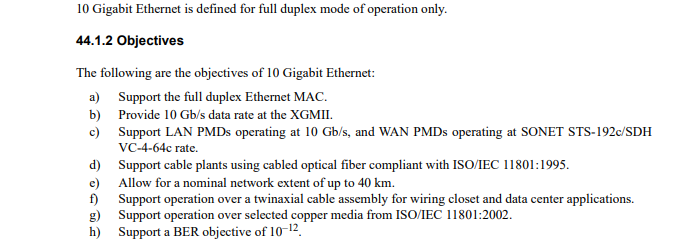 10 Gigabit Ethernet is defined for full duplex mode of operation only.
44.1.2 Objectives
The following are the objectives of 10 Gigabit Ethernet:
a) Support the full duplex Ethernet MAC.
b) Provide 10 Gb/s data rate at the XGMII.
c) Support LAN PMDs operating at 10 Gb/s, and WAN PMDs operating at SONET STS-192c/SDH
VC-4-64c rate.
d) Support cable plants using cabled optical fiber compliant with ISO/IEC 11801:1995.
e) Allow for a nominal network extent of up to 40 km.
f) Support operation over a twinaxial cable assembly for wiring closet and data center applications.
g) Support operation over selected copper media from ISO/IEC 11801:2002.
h) Support a BER objective of 10⁻¹².